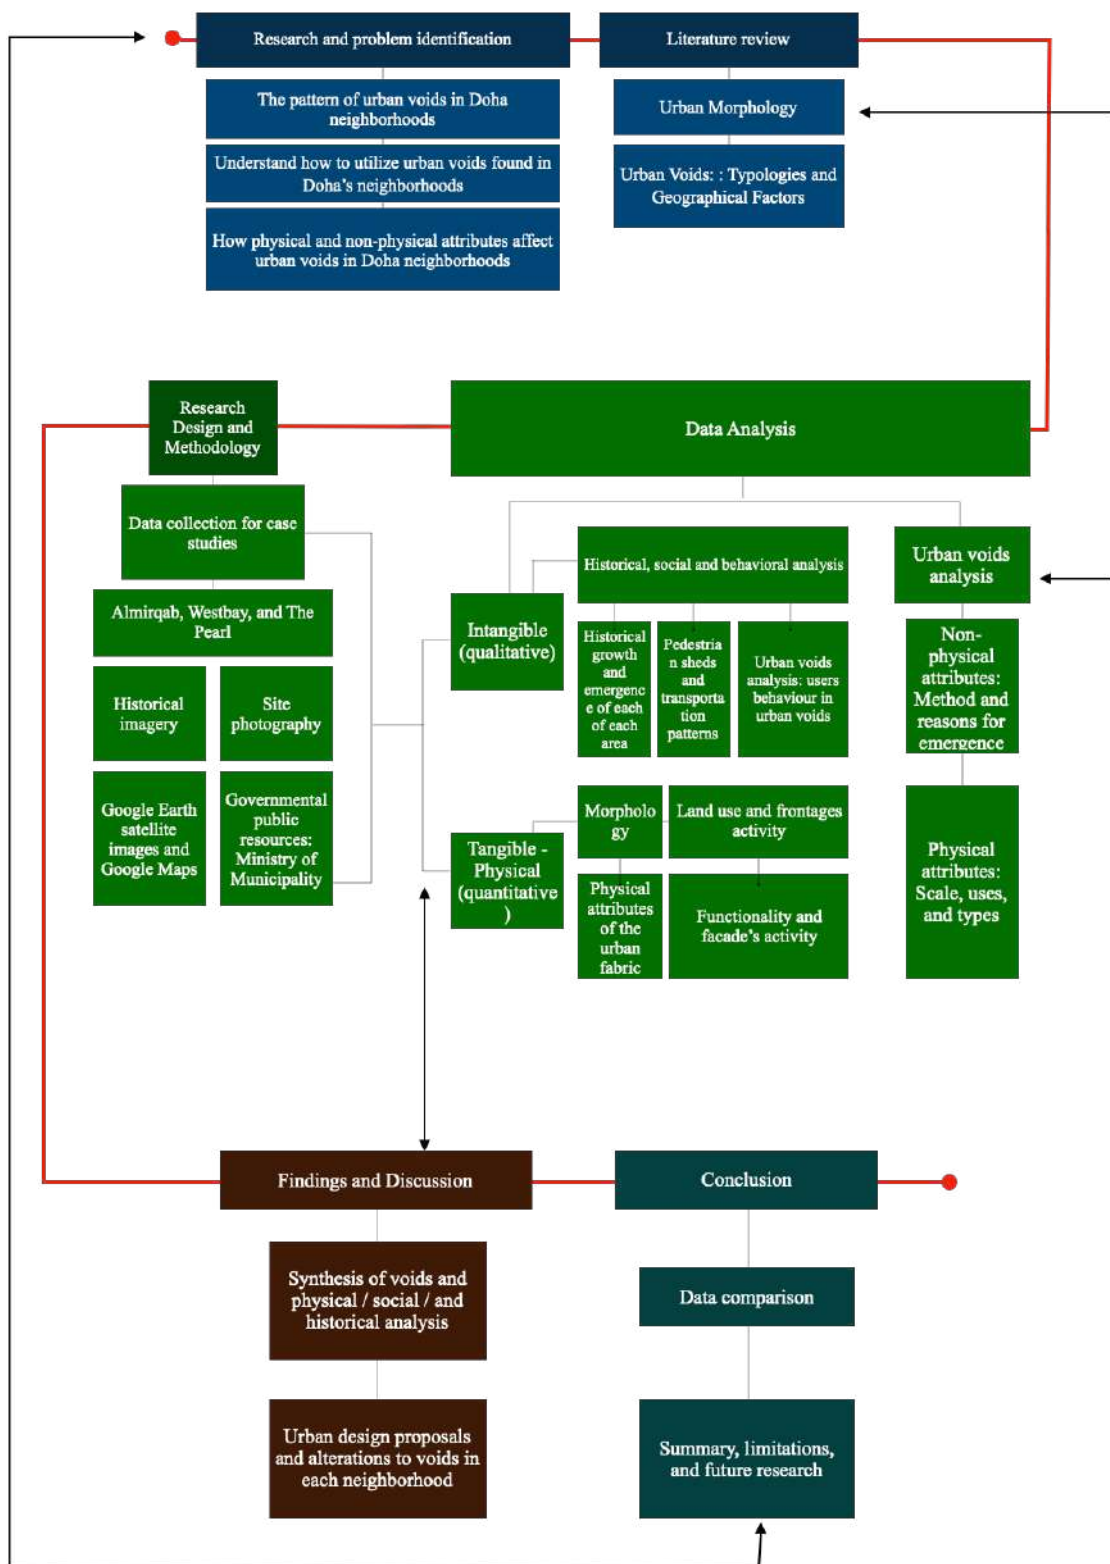 Research and problem identification
The pattern of urban voids in Doha
neighborhoods
Understand how to utilize urban voids found in
Doha's neighborhoods
How physical and non-physical attributes affect
urban voids in Doha neighborhoods
Literature review
Urban Morphology
Urban Voids: : Typologies and
Geographical Factors
Research
Design and
Methodology
Data collection for case
studies
Almirqab, Westbay, and The
Pearl
Historical
imagery
Site
photography
Google Earth
satellite
images and
Google Maps
Governmental
public
resources:
Ministry of
Municipality
Data Analysis
Intangible
(qualitative)
Historical, social and behavioral analysis
Historical
growth
and
emergenc
e of each
of each
area
Pedestria
n sheds
and
transporta
tion
patterns
Urban voids
analysis: users
behaviour in
urban voids
Tangible -
Physical
(quantitative
)
Morpholo
gy
Land use and frontages
activity
Physical
attributes
of the
urban
fabric
Functionality and
facade's activity
Urban voids
analysis
Non-
physical
attributes:
Method and
reasons for
emergence
Physical
attributes:
Scale, uses,
and types
Findings and Discussion
Synthesis of voids and
physical / social / and
historical analysis
Urban design proposals
and alterations to voids in
each neighborhood
Conclusion
Data comparison
Summary, limitations,
and future research